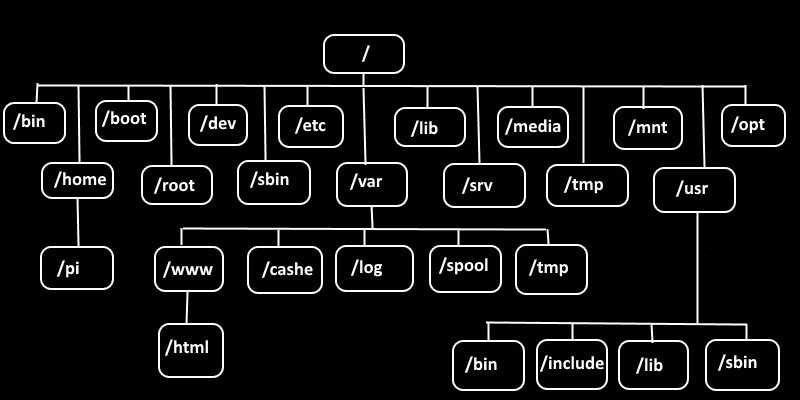 /
/bin
/boot
/dev
/etc
/lib
/media
/mnt
/opt
/home
/root
/sbin
/var
/srv
/tmp
/usr
/pi
/www
/cashe
/log
/spool
/tmp
/html
/bin
/include
/lib
/sbin